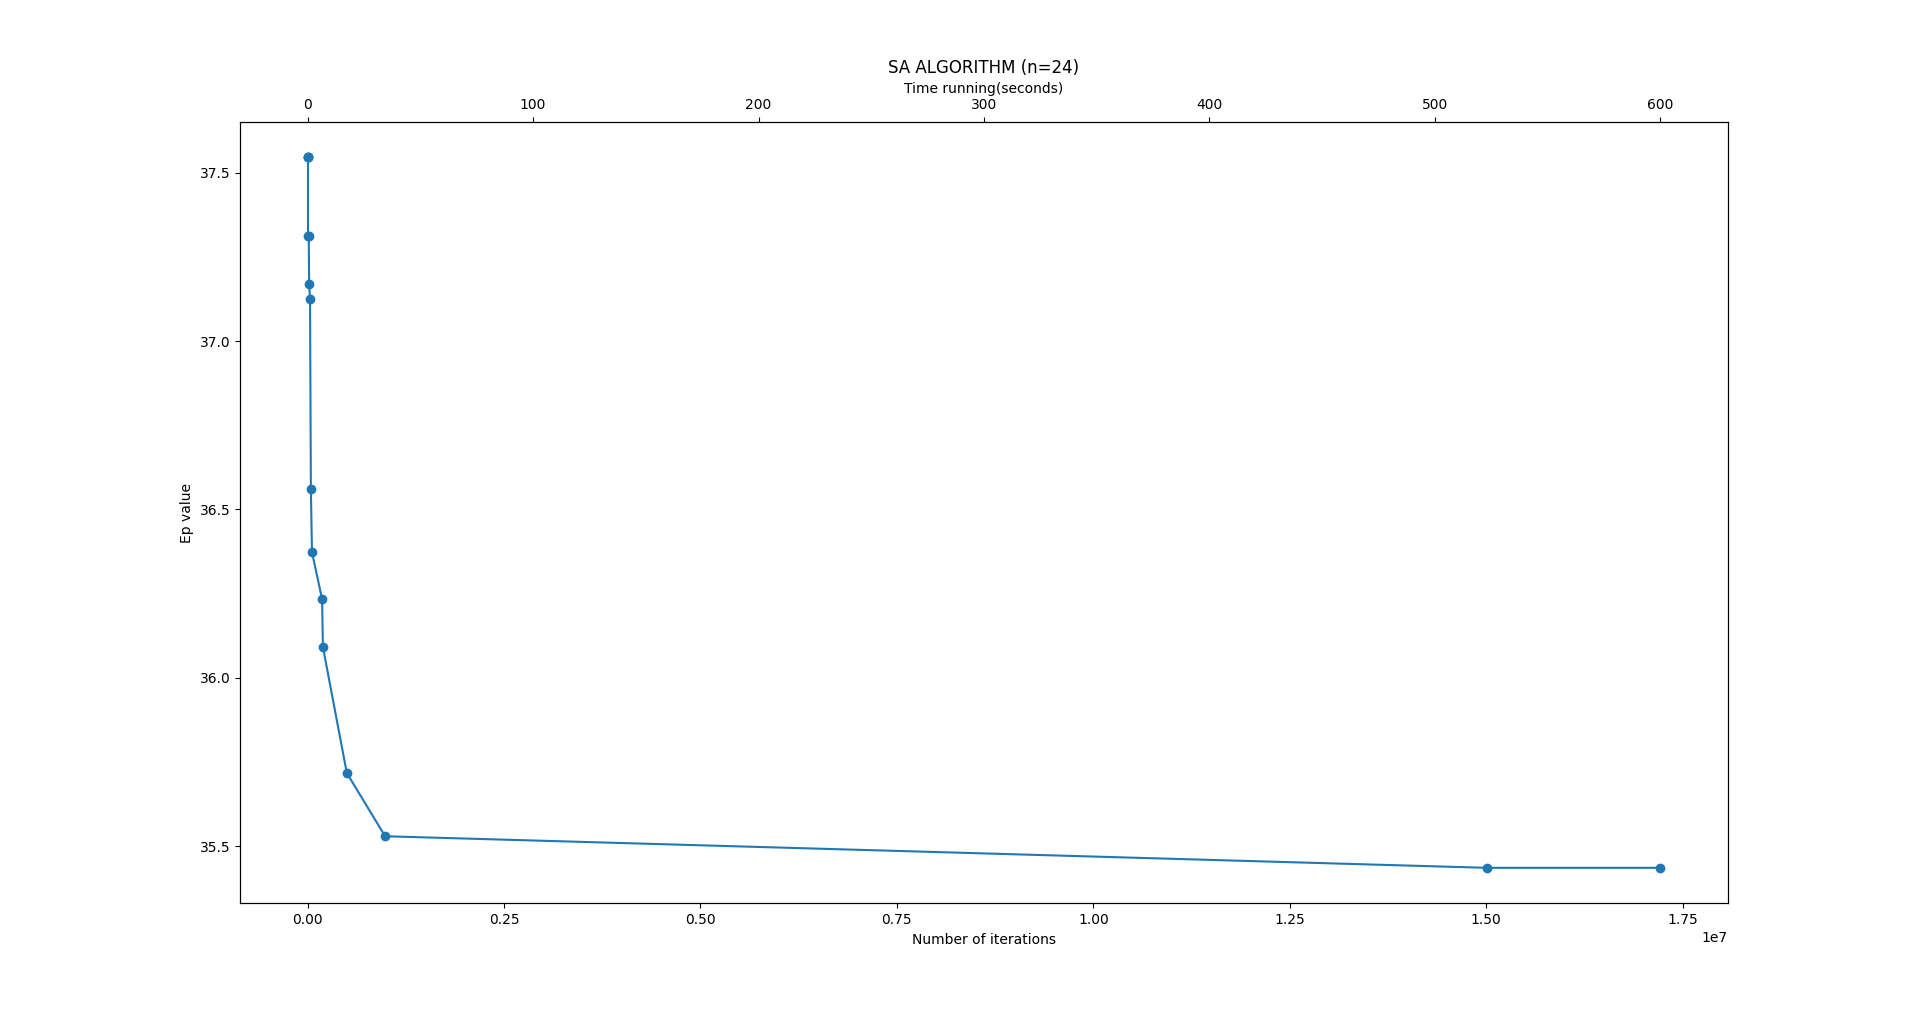 SA ALGORITHM (n=24)
Time running(seconds)
0 100 200 300 400 500 600
37.5
37.0
36.5
36.0
35.5
Ep value
0.00 0.25 0.50 0.75 1.00 1.25 1.50 1.75
1e7
Number of iterations